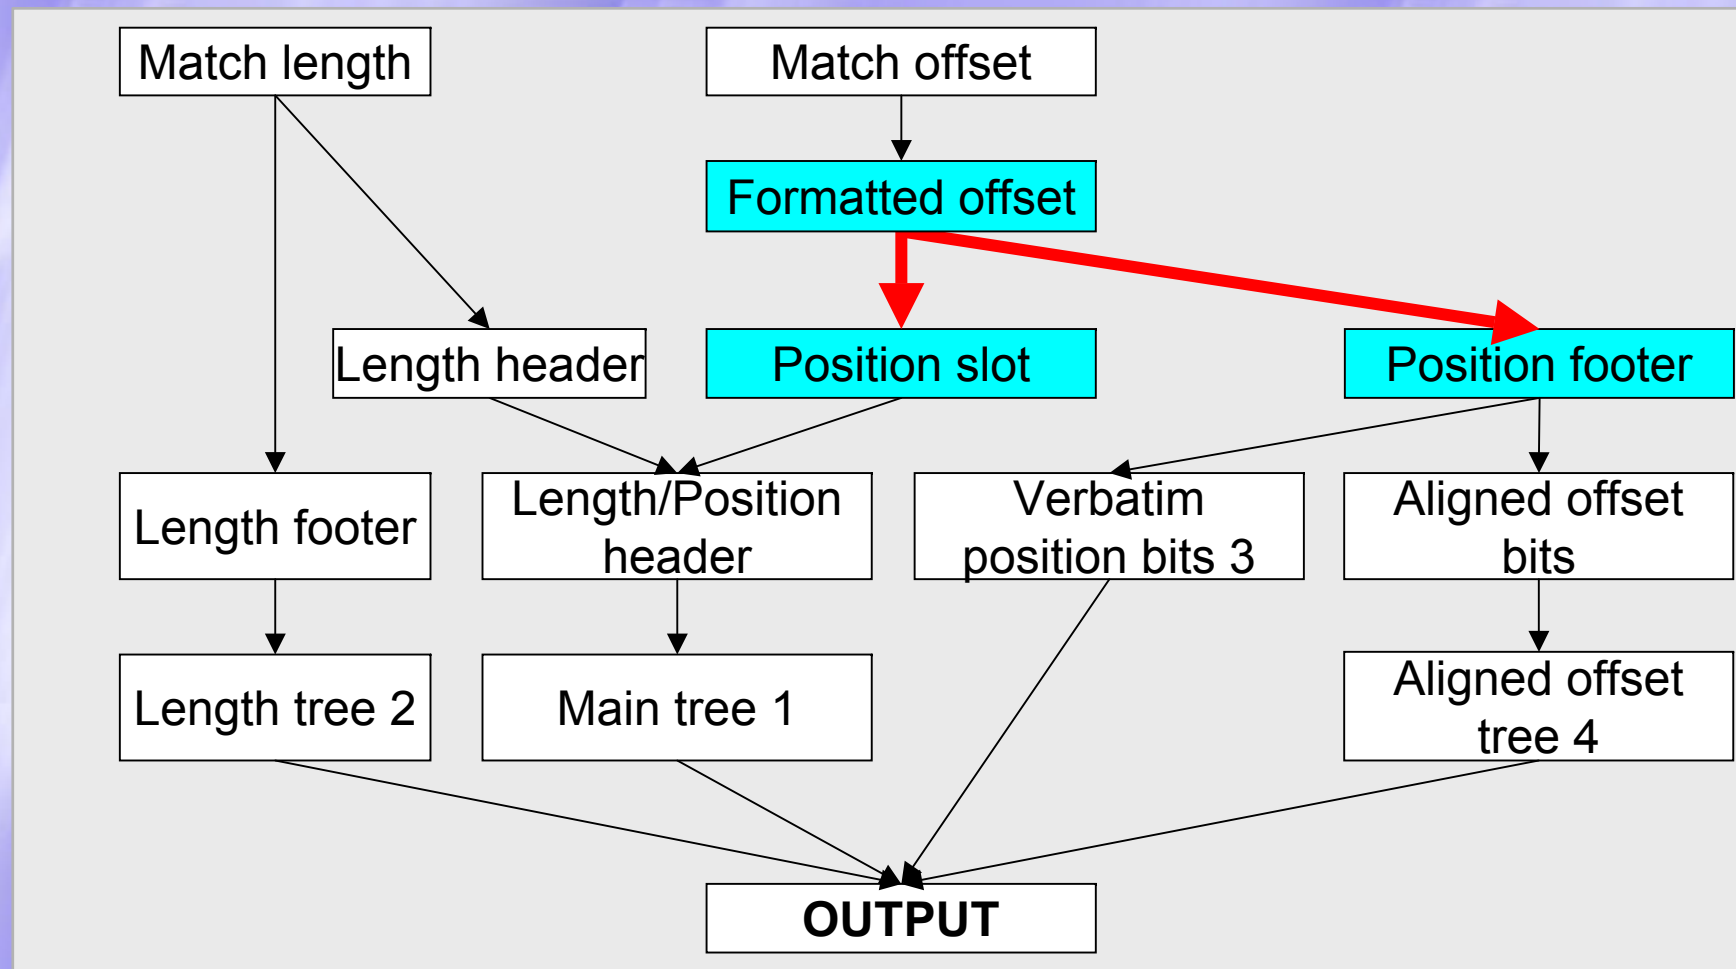 Match length
Match offset
Formatted offset
Length header
Position slot
Position footer
Length footer
Length/Position
header
Verbatim
position bits 3
Aligned offset
bits
Length tree 2
Main tree 1
Aligned offset
tree 4
OUTPUT